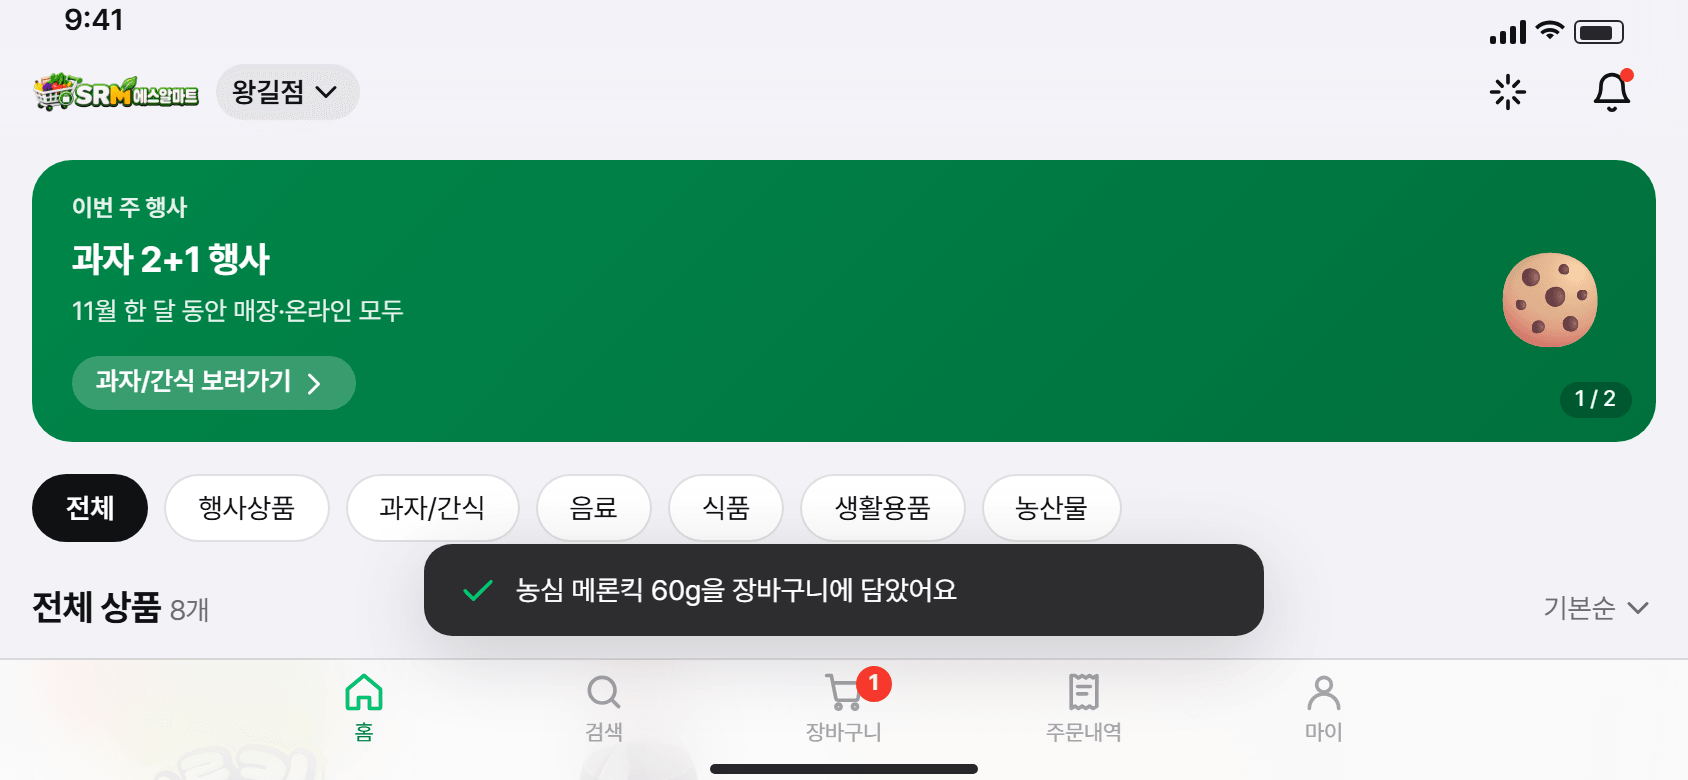 9:41
SRM에스알마트
왕길점
이번 주 행사
과자 2+1 행사
11월 한 달 동안 매장·온라인 모두
과자/간식 보러가기
1 / 2
전체
행사상품
과자/간식
음료
식품
생활용품
농산물
농심 메론킥 60g을 장바구니에 담았어요
전체 상품 8개
기본순
1
홈
검색
장바구니
주문내역
마이